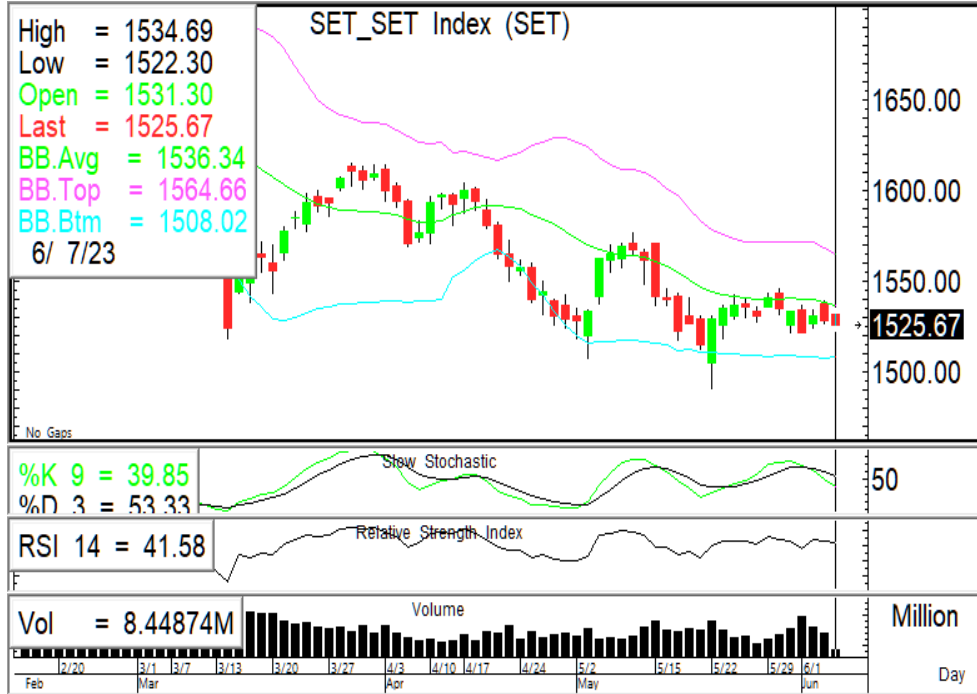 SET_SET Index (SET)
High = 1534.69
Low = 1522.30
Open = 1531.30
Last = 1525.67
BB.Avg = 1536.34
BB.Top = 1564.66
BB.Btm = 1508.02
6/ 7/23
1650.00
1600.00
1550.00
1525.67
1500.00
No Gaps
Slow Stochastic
%K 9 = 39.85
%D 3 = 53.33
50
Relative Strength Index
RSI 14 = 41.58
Volume
Vol = 8.44874M
Million
2/20 3/1 3/7 3/13 3/20 3/27 4/3 4/10 4/17 4/24 5/2 5/15 5/22 5/29 6/1
Feb Mar Apr May Jun
Day